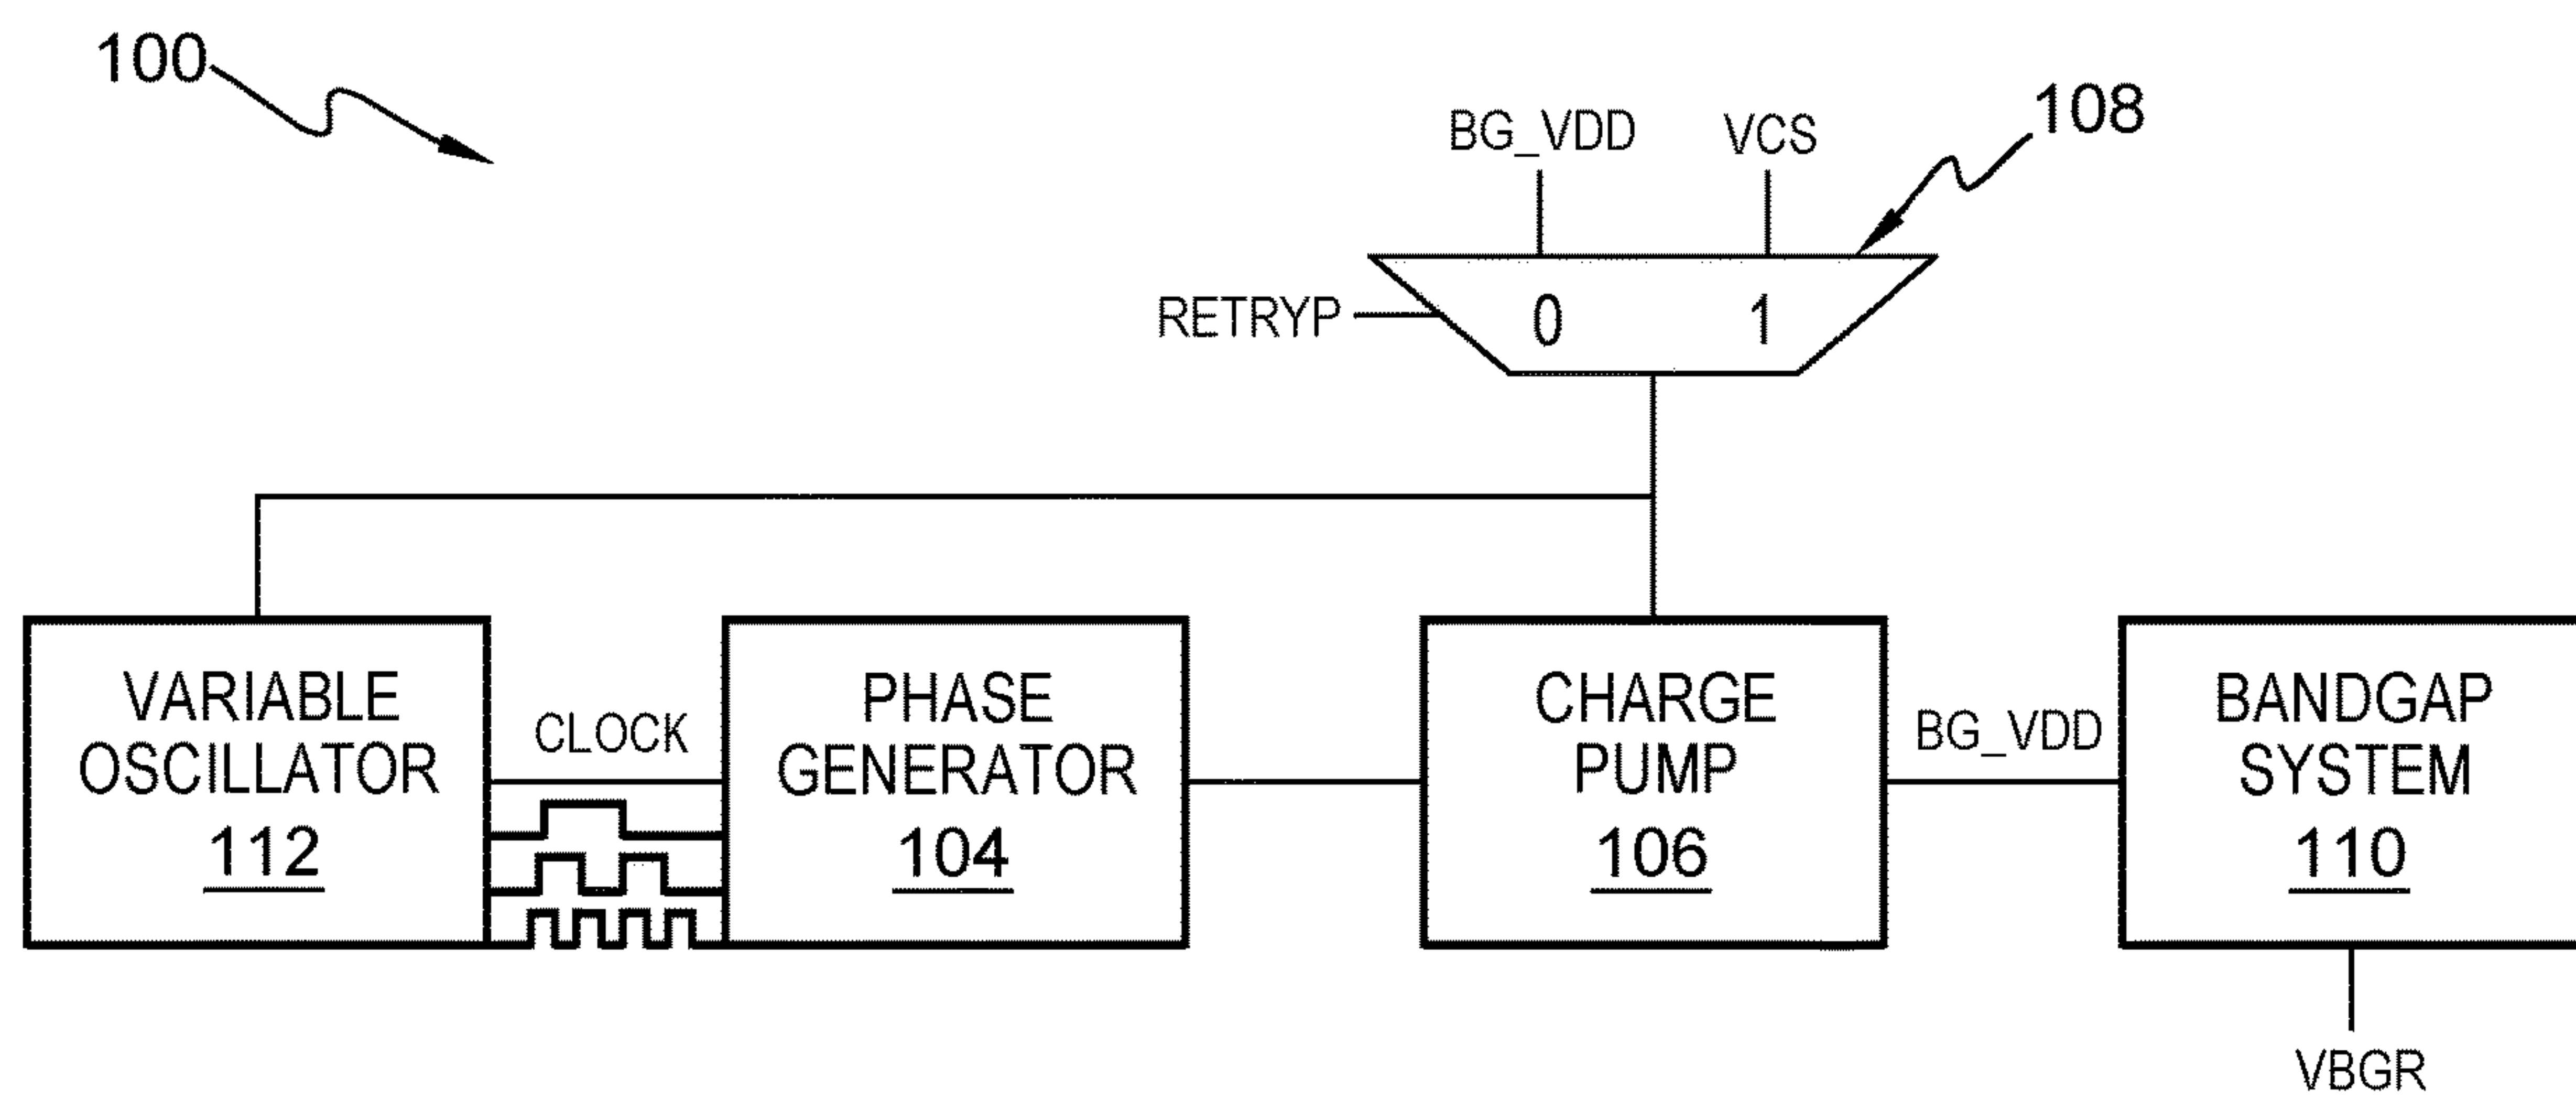 100
108
BG_VDD
VCS
RETRYP
0
1
VARIABLE
OSCILLATOR
112
CLOCK
PHASE
GENERATOR
104
CHARGE
PUMP
106
BG_VDD
BANDGAP
SYSTEM
110
VBGR